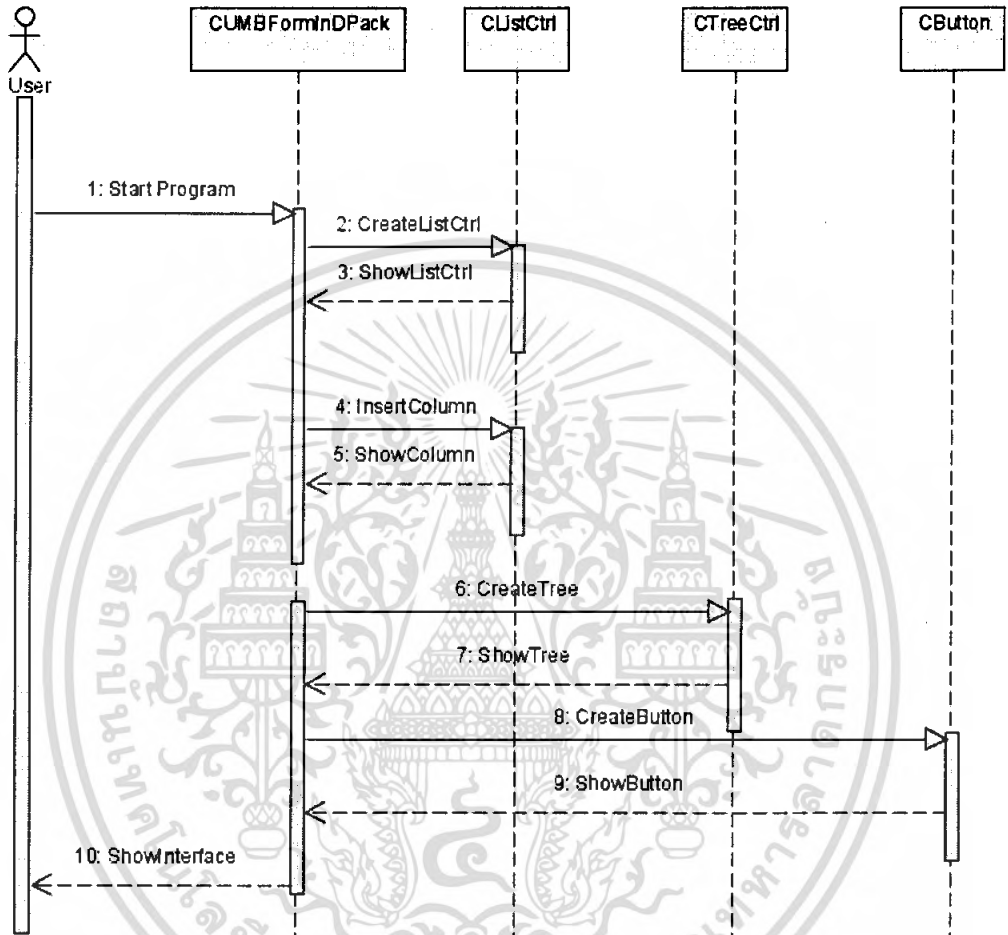 CUMBFormInDPack
CListCtrl
CTreeCtrl
CButton
User
1: Start Program
2: CreateListCtrl
3: ShowListCtrl
4: InsertColumn
5: ShowColumn
6: CreateTree
7: ShowTree
8: CreateButton
9: ShowButton
10: ShowInterface